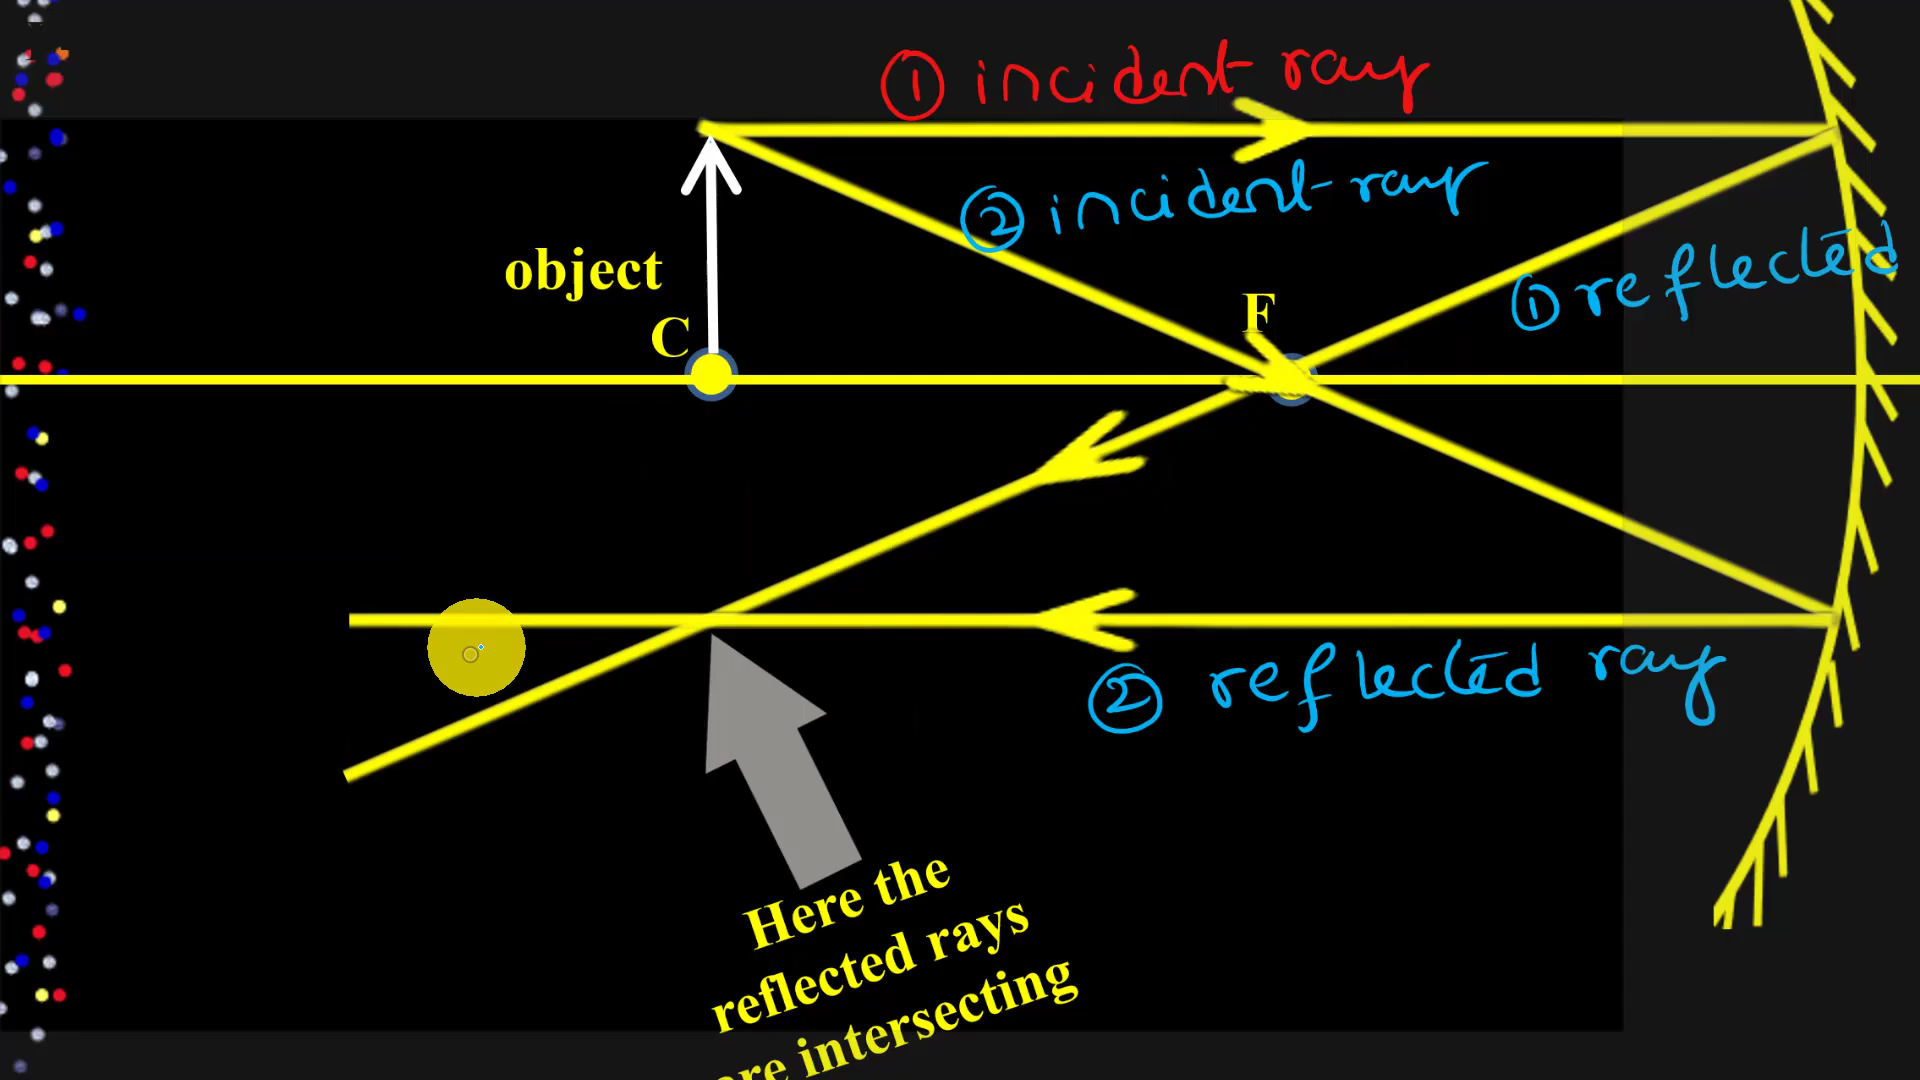 ① incident ray
② incident ray
object
C
F
① reflected
② reflected ray
Here the
reflected rays
are intersecting